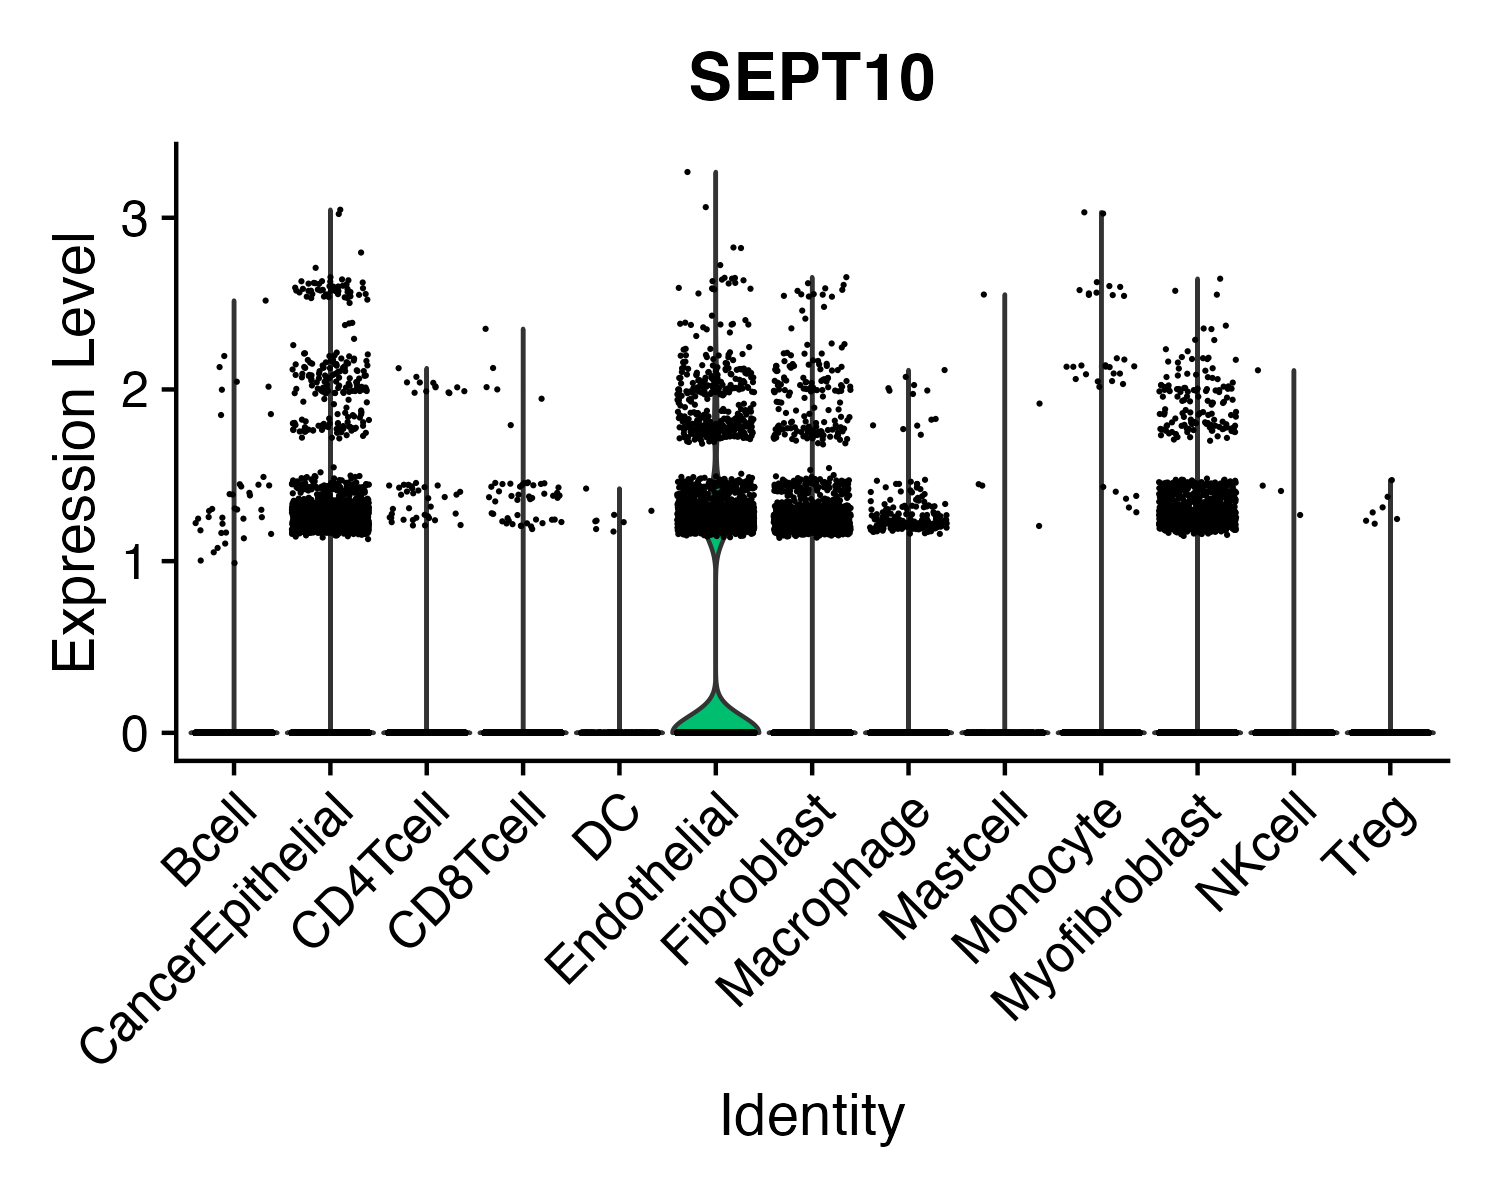 SEPT10
Expression Level
3
2
1
0
Bcell
CancerEpithelial
CD4Tcell
CD8Tcell
DC
Endothelial
Fibroblast
Macrophage
Mastcell
Monocyte
Myofibroblast
NKcell
Treg
Identity